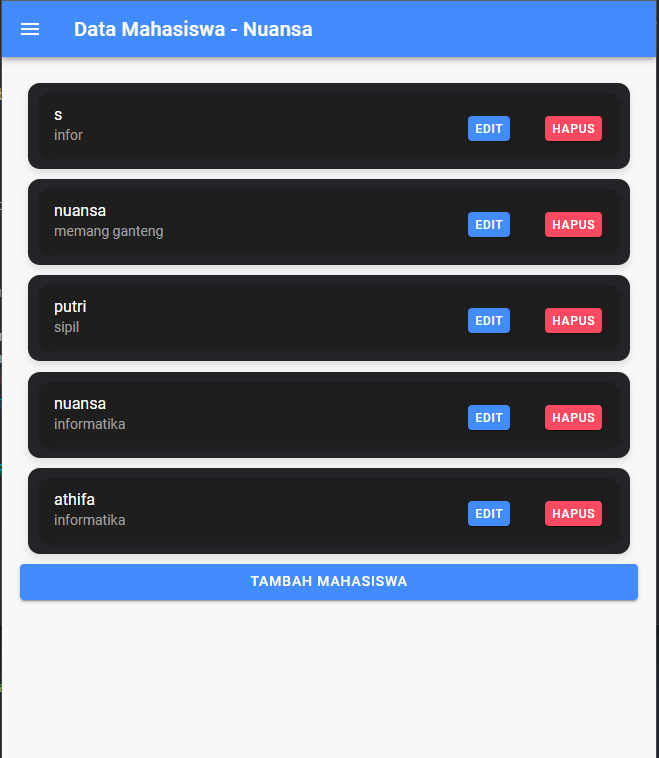 Data Mahasiswa - Nuansa
s
infor
EDIT
HAPUS
nuansa
memang ganteng
EDIT
HAPUS
putri
sipil
EDIT
HAPUS
nuansa
informatika
EDIT
HAPUS
athifa
informatika
EDIT
HAPUS
TAMBAH MAHASISWA